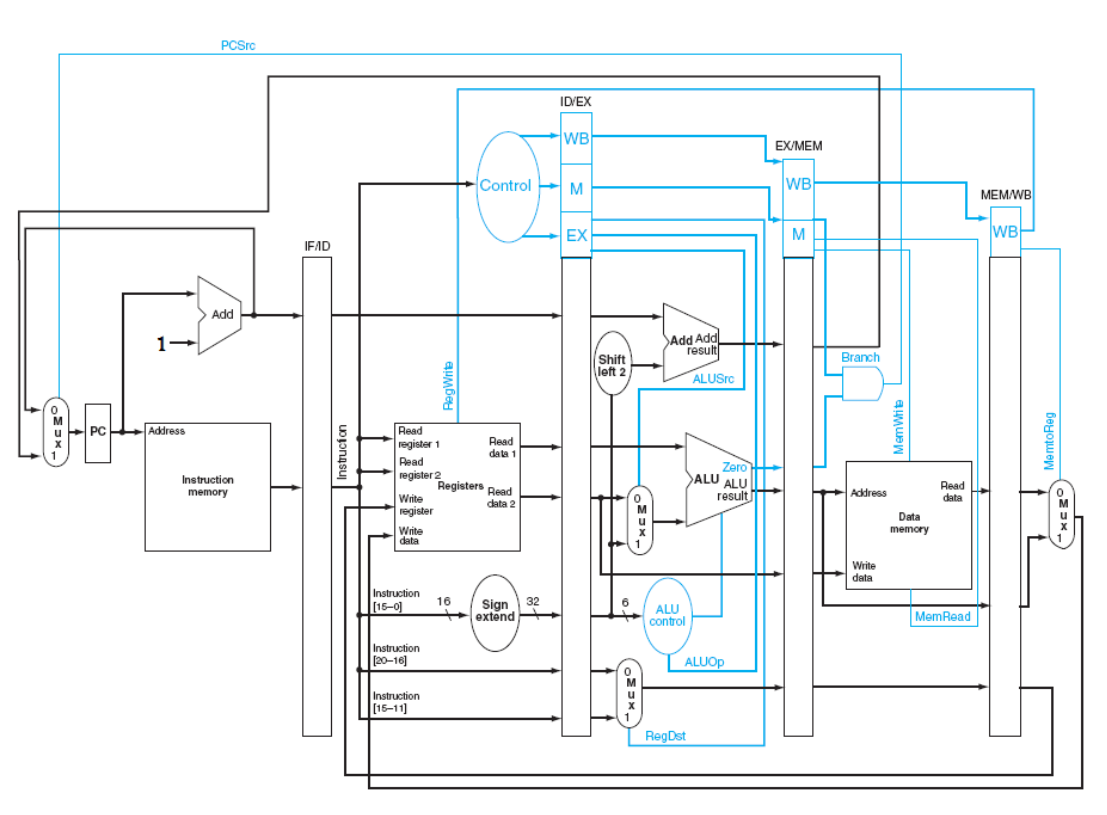 PCSrc
ID/EX
WB
EX/MEM
Control
M
WB
MEM/WB
EX
M
WB
IF/ID
Add
1
Add Add
result
Shift
left 2
Branch
ALUSrc
RegWrite
MemWrite
MemtoReg
0
M
u
x
1
PC
Address
Instruction
memory
Instruction
Read
register 1
Read
register 2
Registers
Write
register
Write
data
Read
data 1
Read
data 2
0
M
u
x
1
Zero
ALU
ALU
result
Address
Read
data
Data
memory
Write
data
0
M
u
x
1
Instruction
[15–0]
16
Sign
extend
32
6
ALU
control
MemRead
Instruction
[20–16]
ALUOp
Instruction
[15–11]
0
M
u
x
1
RegDst